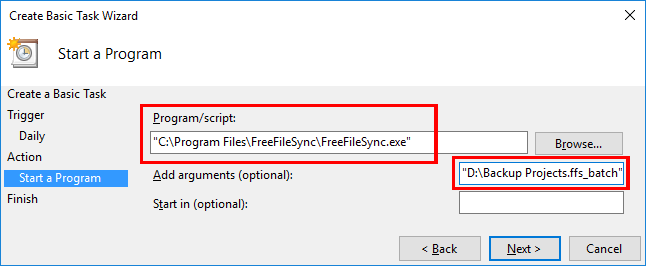 Create Basic Task Wizard
Start a Program
Create a Basic Task
Trigger
Daily
Action
Start a Program
Finish
Program/script:
"C:\Program Files\FreeFileSync\FreeFileSync.exe"
Browse...
Add arguments (optional):
"D:\Backup Projects.ffs_batch"
Start in (optional):
< Back
Next >
Cancel